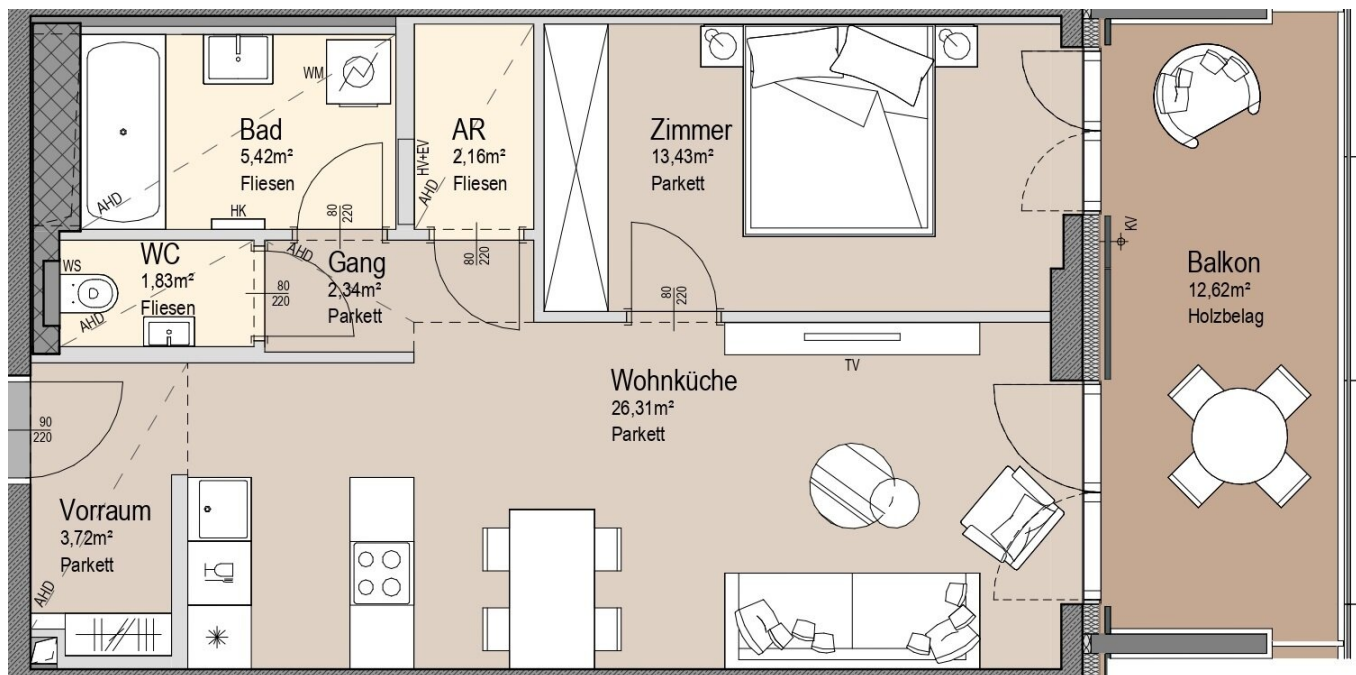 WM
Bad
5,42m²
Fliesen
AHD
HK
80
220
HV+EV
AR
2,16m²
Fliesen
AHD
80
220
Zimmer
13,43m²
Parkett
80
220
WS
WC
1,83m²
Fliesen
AHD
80
220
AHD
Gang
2,34m²
Parkett
KV
Balkon
12,62m²
Holzbelag
TV
Wohnküche
26,31m²
Parkett
90
220
Vorraum
3,72m²
Parkett
AHD